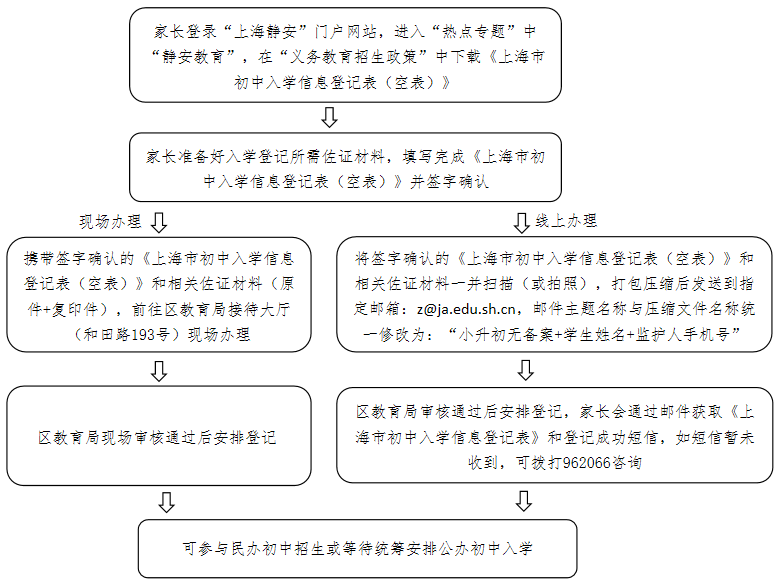 家长登录“上海静安”门户网站，进入“热点专题”中
“静安教育”，在“义务教育招生政策”中下载《上海市
初中入学信息登记表（空表）》
家长准备好入学登记所需佐证材料，填写完成《上海市初
中入学信息登记表（空表）》并签字确认
现场办理
线上办理
携带签字确认的《上海市初中入学信息
登记表（空表）》和相关佐证材料（原
件+复印件），前往区教育局接待大厅
（和田路193号）现场办理
将签字确认的《上海市初中入学信息登记表（空表）》和
相关佐证材料一并扫描（或拍照），打包压缩后发送到指
定邮箱：z@ja.edu.sh.cn，邮件主题名称与压缩文件名称统
一修改为：“小升初无备案+学生姓名+监护人手机号”
区教育局现场审核通过后安排登记
区教育局审核通过后安排登记，家长会通过邮件获取《上
海市初中入学信息登记表》和登记成功短信，如短信暂未
收到，可拨打962066咨询
可参与民办初中招生或等待统筹安排公办初中入学